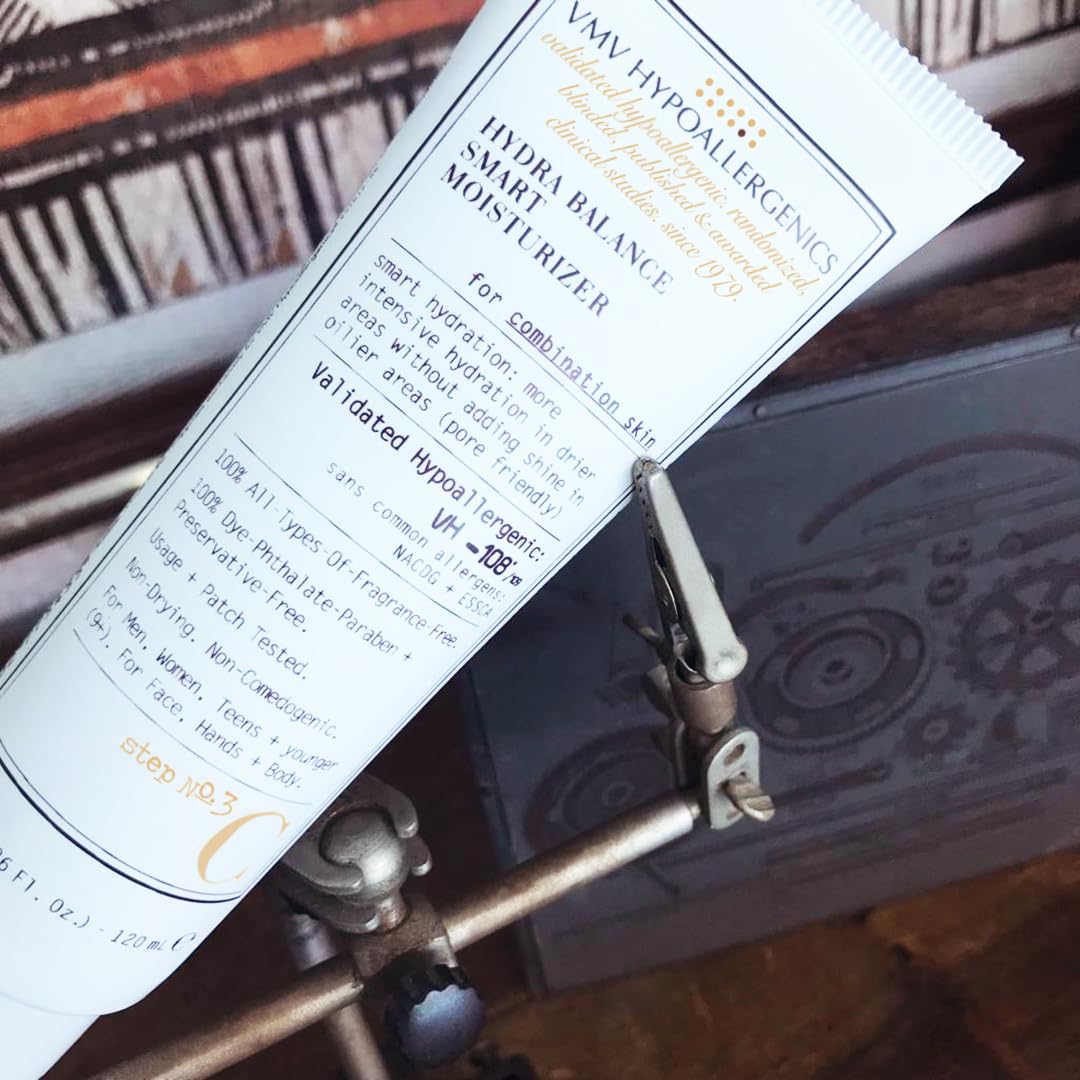 VMV HYPOALLERGENICS
validated hypoallergenic, randomized,
blinded, published & awarded
clinical studies, since 1979.
HYDRA BALANCE
SMART
MOISTURIZER
for combination skin
smart hydration: more
intensive hydration in drier
areas without adding shine in
oilier areas (pore friendly)
Validated Hypoallergenic:
VH -108/109
sans common allergens:
NACDG + ESSCA
100% All-Types-Of-Fragrance-Free.
100% Dye-Phthalate-Paraben +
Preservative-Free.
Usage + Patch Tested.
Non-Drying. Non-Comedogenic.
For Men, Women, Teens + younger
(9+). For Face, Hands + Body.
step No.3
C
6 Fl. Oz.) - 120 mL